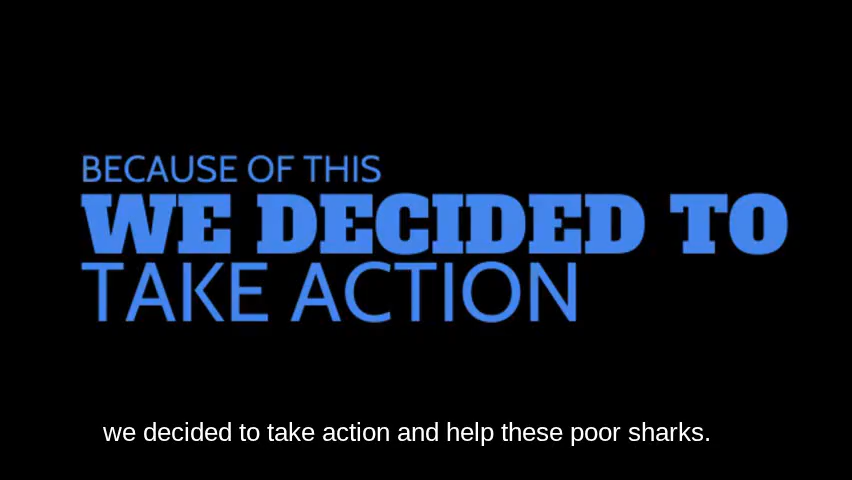 BECAUSE OF THIS
WE DECIDED TO
TAKE ACTION
we decided to take action and help these poor sharks.